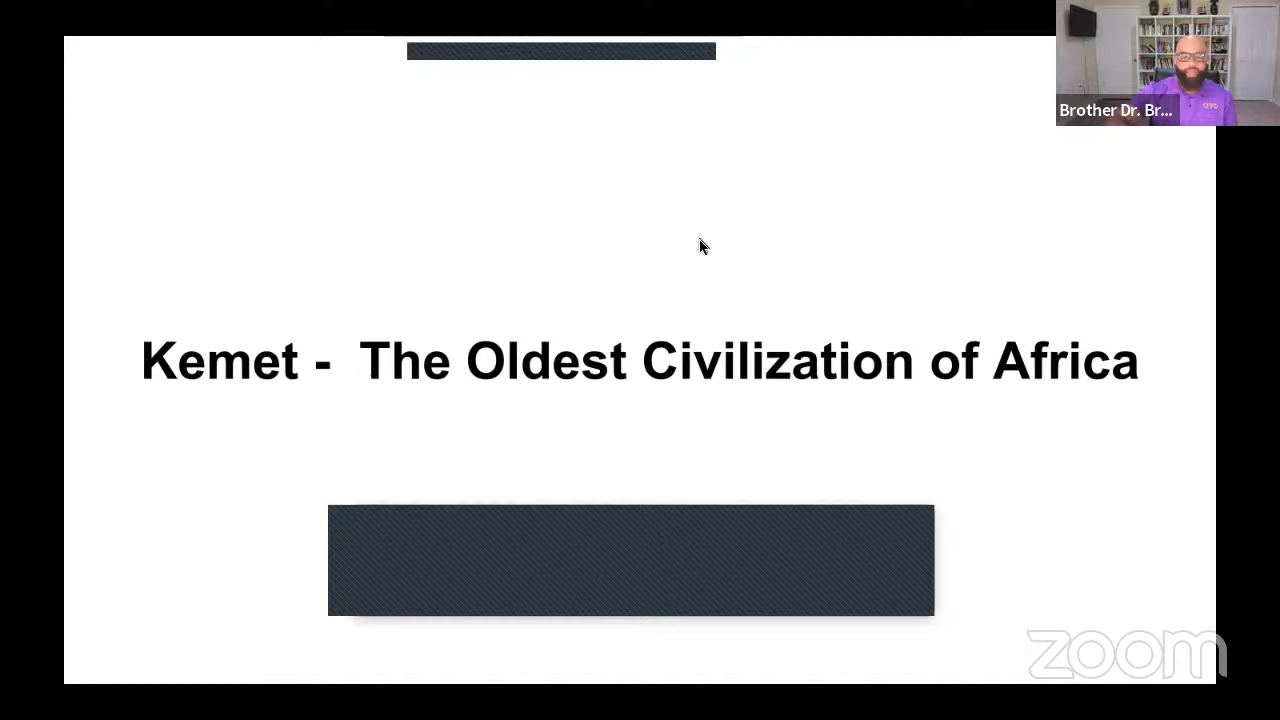 Brother Dr. Br...
Kemet - The Oldest Civilization of Africa
zoom